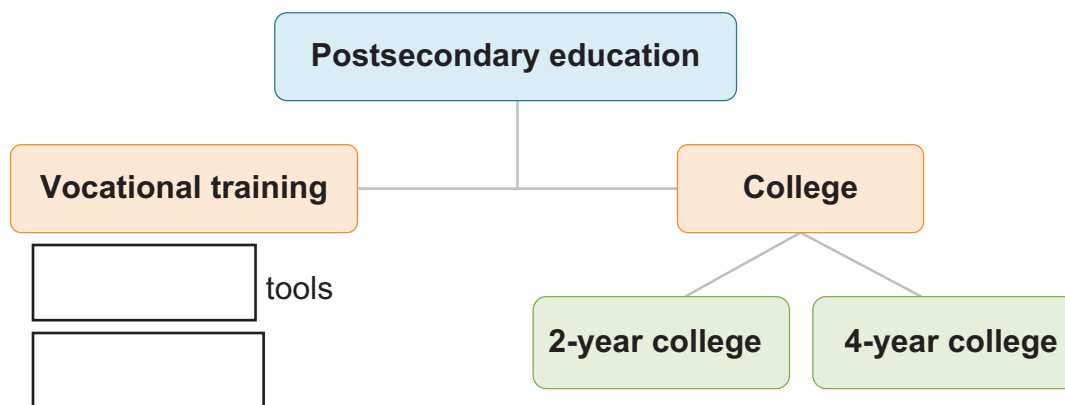 Postsecondary education
Vocational training
College
tools
2-year college
4-year college